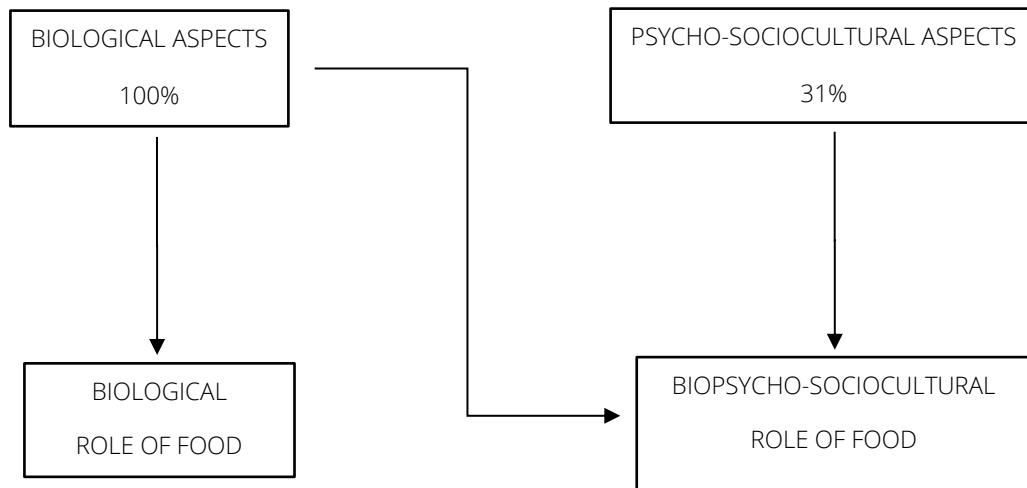 BIOLOGICAL ASPECTS
100%
PSYCHO-SOCIOCULTURAL ASPECTS
31%
BIOLOGICAL
ROLE OF FOOD
BIOPSYCHO-SOCIOCULTURAL
ROLE OF FOOD